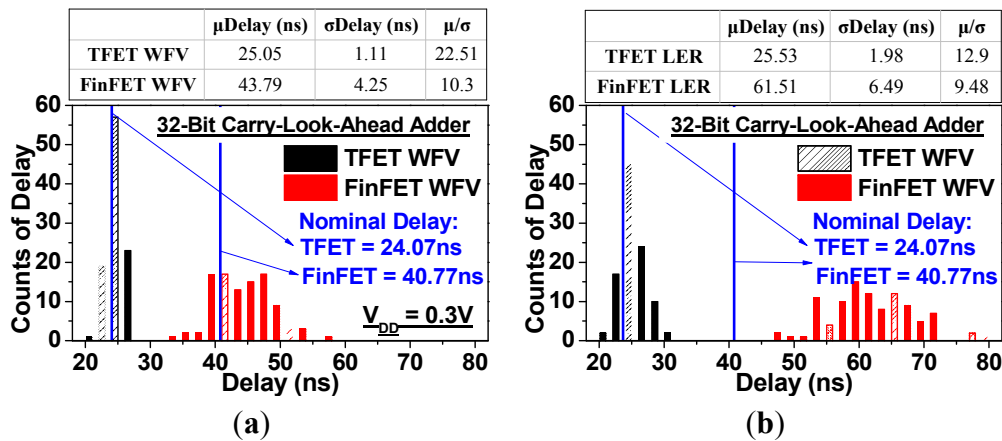 μDelay (ns) σDelay (ns) μ/σ
TFET WFV 25.05 1.11 22.51
FinFET WFV 43.79 4.25 10.3
60
50
40
30
20
10
0
Counts of Delay
32-Bit Carry-Look-Ahead Adder
TFET WFV
FinFET WFV
Nominal Delay:
TFET = 24.07ns
FinFET = 40.77ns
V_DD = 0.3V
20 30 40 50 60 70 80
Delay (ns)
(a)
μDelay (ns) σDelay (ns) μ/σ
TFET LER 25.53 1.98 12.9
FinFET LER 61.51 6.49 9.48
60
50
40
30
20
10
0
Counts of Delay
32-Bit Carry-Look-Ahead Adder
TFET WFV
FinFET WFV
Nominal Delay:
TFET = 24.07ns
FinFET = 40.77ns
20 30 40 50 60 70 80
Delay (ns)
(b)